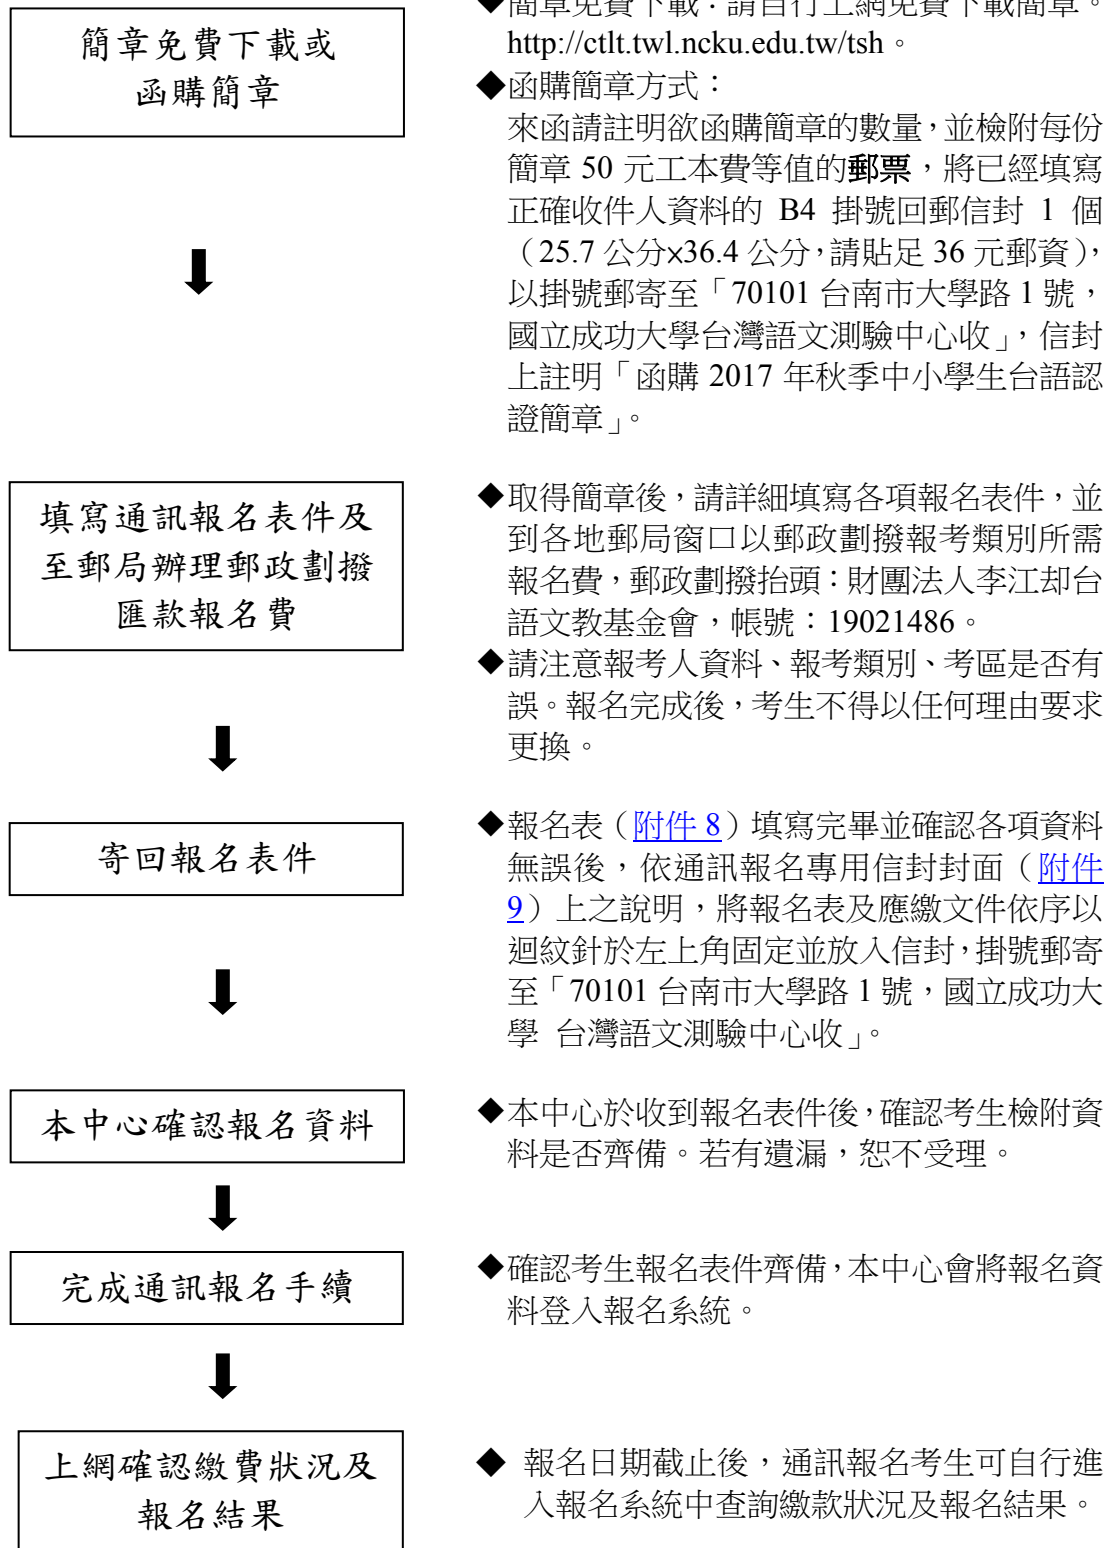 簡章免費下載或
函購簡章
◆簡章免費下載：請自行上網免費下載簡章。
http://ctlt.twl.ncku.edu.tw/tsh。
◆函購簡章方式：
來函請註明欲函購簡章的數量，並檢附每份
簡章 50 元工本費等值的郵票，將已經填寫
正確收件人資料的 B4 掛號回郵信封 1 個
（25.7 公分×36.4 公分，請貼足 36 元郵資），
以掛號郵寄至「70101 台南市大學路 1 號，
國立成功大學台灣語文測驗中心收」，信封
上註明「函購 2017 年秋季中小學生台語認
證簡章」。
填寫通訊報名表件及
至郵局辦理郵政劃撥
匯款報名費
◆取得簡章後，請詳細填寫各項報名表件，並
到各地郵局窗口以郵政劃撥報考類別所需
報名費，郵政劃撥抬頭：財團法人李江却台
語文教基金會，帳號：19021486。
◆請注意報考人資料、報考類別、考區是否有
誤。報名完成後，考生不得以任何理由要求
更換。
寄回報名表件
◆報名表（附件 8）填寫完畢並確認各項資料
無誤後，依通訊報名專用信封封面（附件
9）上之說明，將報名表及應繳文件依序以
迴紋針於左上角固定並放入信封，掛號郵寄
至「70101 台南市大學路 1 號，國立成功大
學 台灣語文測驗中心收」。
本中心確認報名資料
◆本中心於收到報名表件後，確認考生檢附資
料是否齊備。若有遺漏，恕不受理。
完成通訊報名手續
◆確認考生報名表件齊備，本中心會將報名資
料登入報名系統。
上網確認繳費狀況及
報名結果
◆ 報名日期截止後，通訊報名考生可自行進
入報名系統中查詢繳款狀況及報名結果。